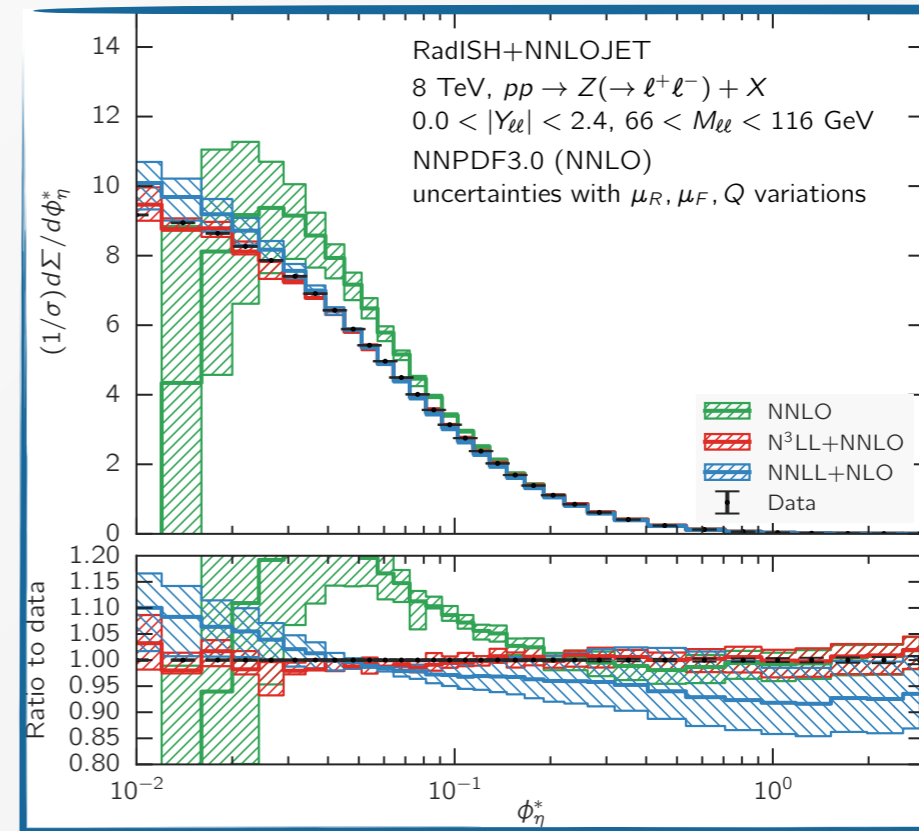 14
12
10
8
6
4
2
0
(1/σ)dΣ/dϕ*η
RadISH+NNLOJET
8 TeV, pp → Z(→ ℓ⁺ℓ⁻) + X
0.0 < |Yℓℓ| < 2.4, 66 < Mℓℓ < 116 GeV
NNPDF3.0 (NNLO)
uncertainties with μR, μF, Q variations
NNLO
N³LL+NNLO
NNLL+NLO
Data
1.20
1.15
1.10
1.05
1.00
0.95
0.90
0.85
0.80
Ratio to data
10⁻² 10⁻¹ 10⁰
ϕ*η